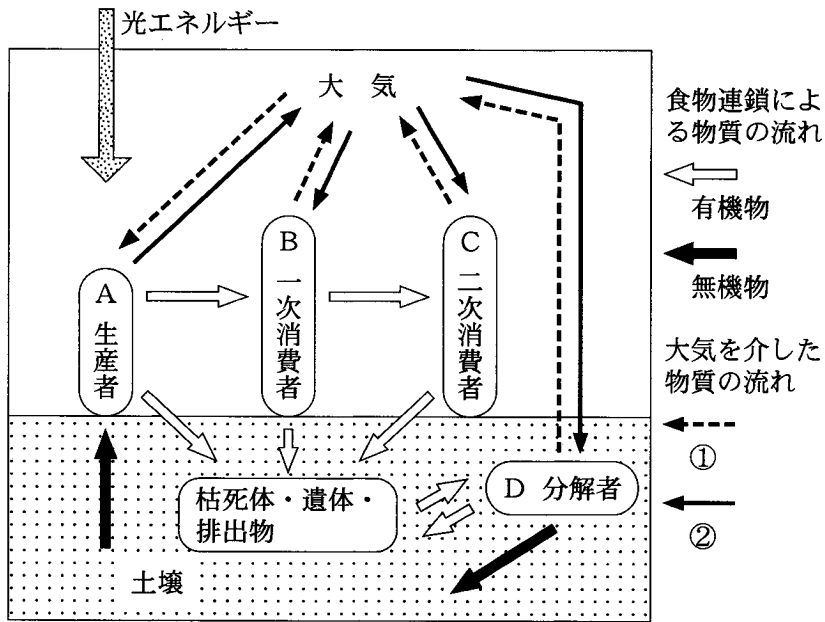 光エネルギー
大 気
食物連鎖によ
る物質の流れ
有機物
無機物
大気を介した
物質の流れ
①
②
A 生産者
B 一次消費者
C 二次消費者
枯死体・遺体・
排出物
D 分解者
土壌